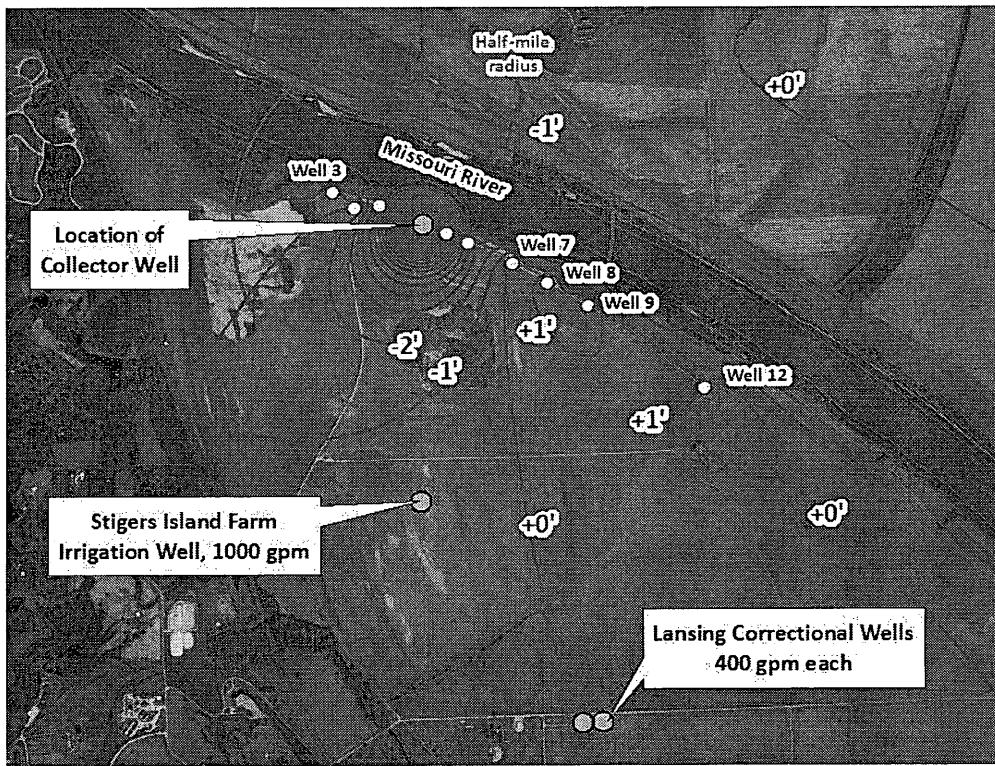 Half-mile
radius
+0'
-1'
Missouri River
Well 3
Location of
Collector Well
Well 7
Well 8
Well 9
+1'
-2'
-1'
Well 12
+1'
Stigers Island Farm
Irrigation Well, 1000 gpm
+0'
+0'
Lansing Correctional Wells
400 gpm each